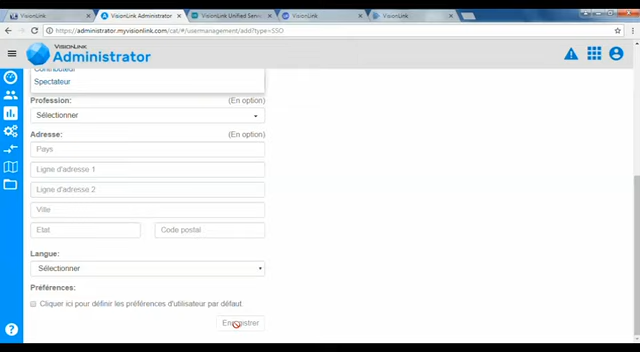 VisionLink
VisionLink Administrator
VisionLink Unified Servi
VisionLink
VisionLink
https://administrator.myvisionlink.com/cat/#/usermanagement/add?type=SSO
VISIONLINK
Administrator
Contributeur
Spectateur
Profession: (En option)
Sélectionner
Adresse: (En option)
Pays
Ligne d'adresse 1
Ligne d'adresse 2
Ville
Etat Code postal
Langue:
Sélectionner
Préférences:
Cliquer ici pour définir les préférences d'utilisateur par défaut
Enregistrer